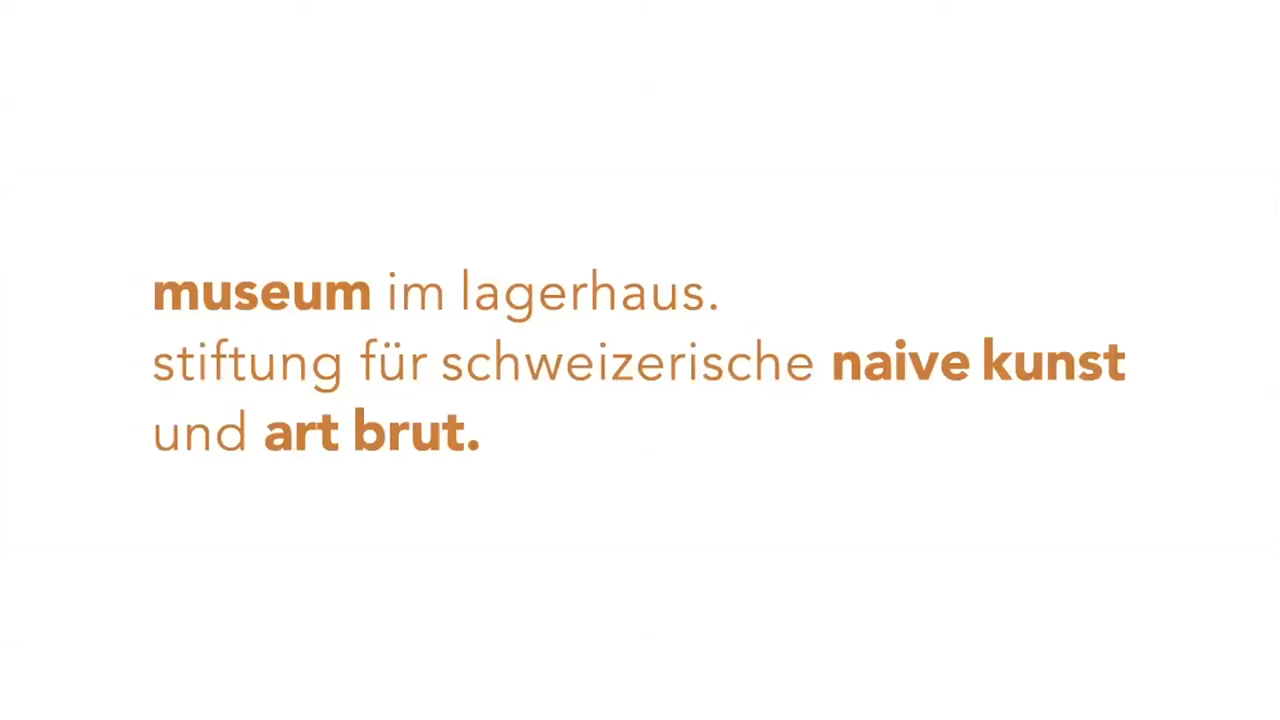 museum im lagerhaus.
stiftung für schweizerische naive kunst
und art brut.